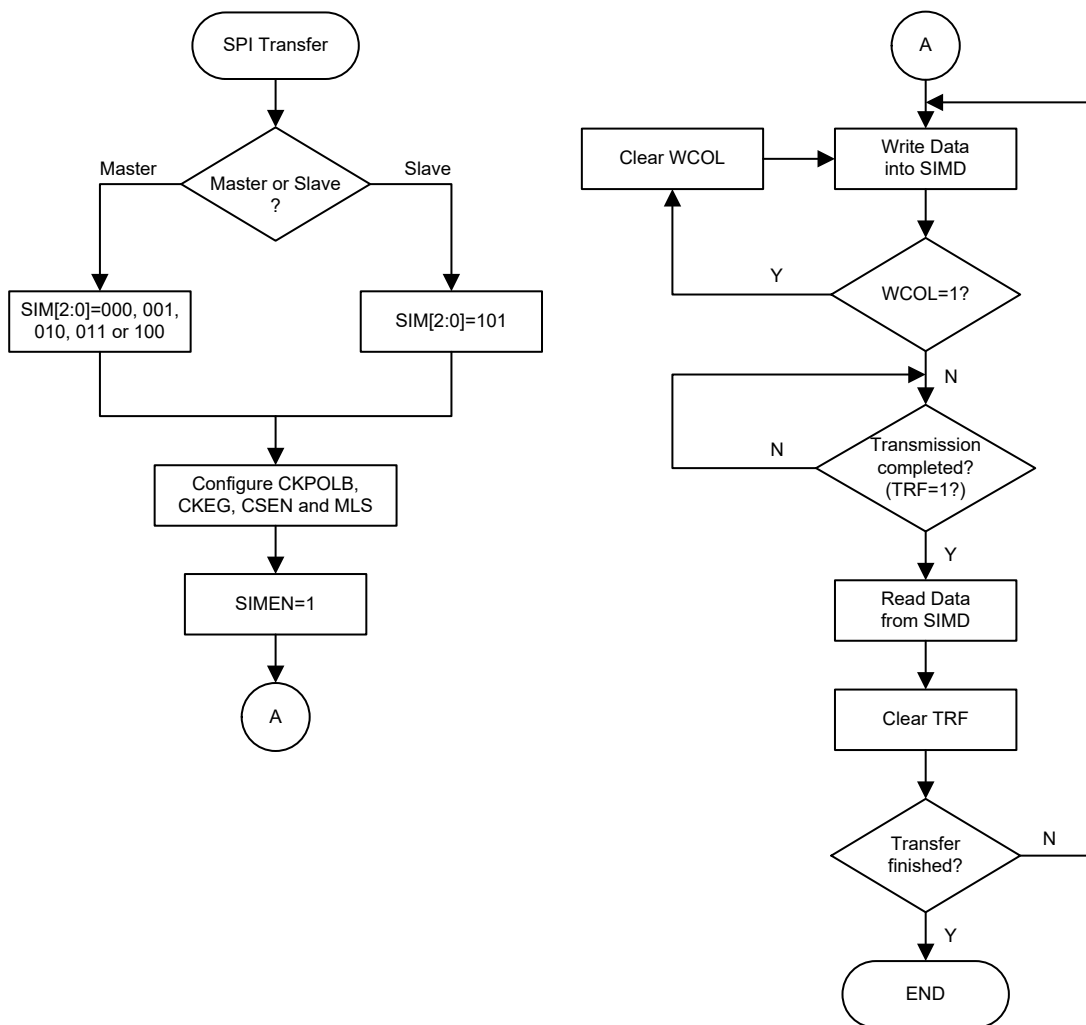 SPI Transfer
Master or Slave
?
Master
Slave
SIM[2:0]=000, 001,
010, 011 or 100
SIM[2:0]=101
Configure CKPOLB,
CKEG, CSEN and MLS
SIMEN=1
A
A
Clear WCOL
Write Data
into SIMD
Y
WCOL=1?
N
N
Transmission
completed?
(TRF=1?)
Y
Read Data
from SIMD
Clear TRF
Transfer
finished?
N
Y
END